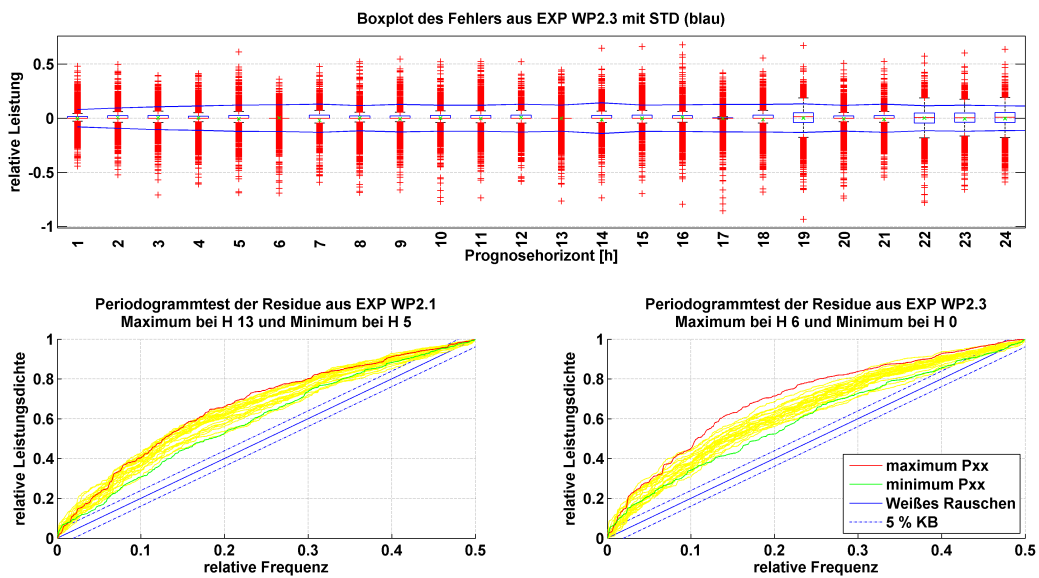 Boxplot des Fehlers aus EXP WP2.3 mit STD (blau)
relative Leistung
0.5
0
-0.5
-1
1 2 3 4 5 6 7 8 9 10 11 12 13 14 15 16 17 18 19 20 21 22 23 24
Prognosehorizont [h]
Periodogrammtest der Residue aus EXP WP2.1
Maximum bei H 13 und Minimum bei H 5
relative Leistungsdichte
1
0.8
0.6
0.4
0.2
0
0 0.1 0.2 0.3 0.4 0.5
relative Frequenz
Periodogrammtest der Residue aus EXP WP2.3
Maximum bei H 6 und Minimum bei H 0
relative Leistungsdichte
1
0.8
0.6
0.4
0.2
0
maximum Pxx
minimum Pxx
Weißes Rauschen
5 % KB
0 0.1 0.2 0.3 0.4 0.5
relative Frequenz